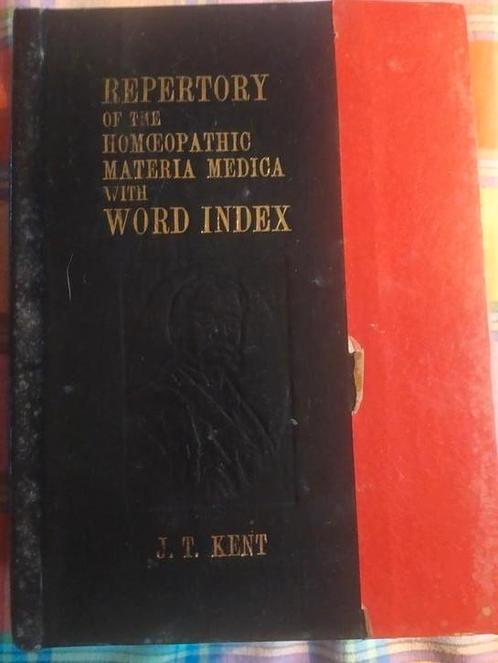 REPERTORY
OF THE
HOMŒOPATHIC
MATERIA MEDICA
WITH
WORD INDEX
J. T. KENT